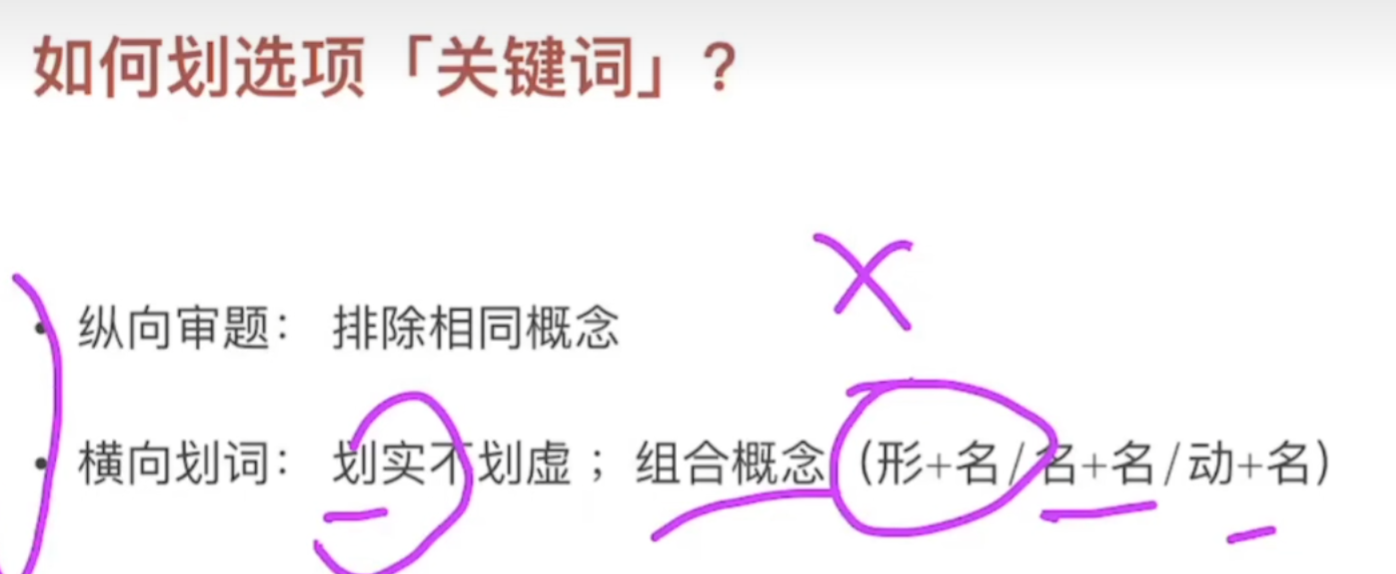 如何划选项「关键词」？
• 纵向审题： 排除相同概念
• 横向划词： 划实不划虚；组合概念（形+名/名+名/动+名）